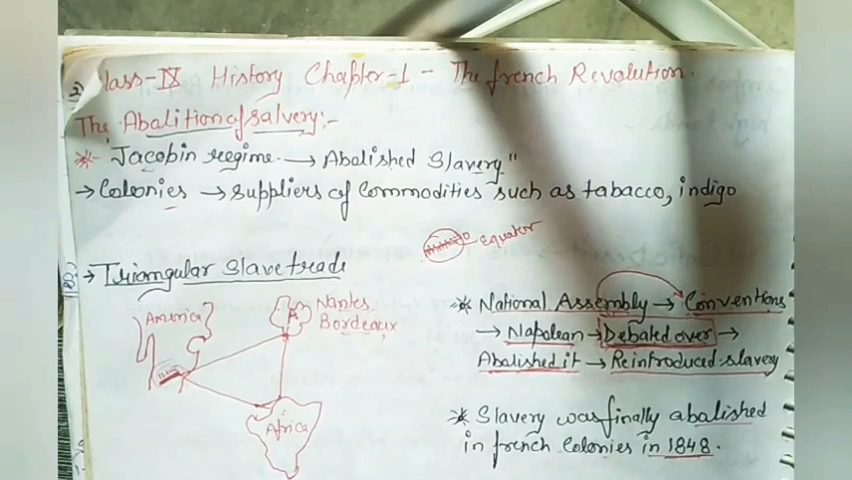 Class-IX History Chapter-1 - The french Revolution.
The Abalition of salvery:-
Jacobin regime → Abolished Slavery"
→ Colonies → suppliers of Commodities such as tabacco, indigo
equator
→ Triangular Slave trade
America
Nantes
Bordeaux
Africa
National Assembly → Conventions
→ Napolean → Debated over →
Abalished it → Reintroduced slavery
Slavery was finally abalished
in french Colonies in 1848.